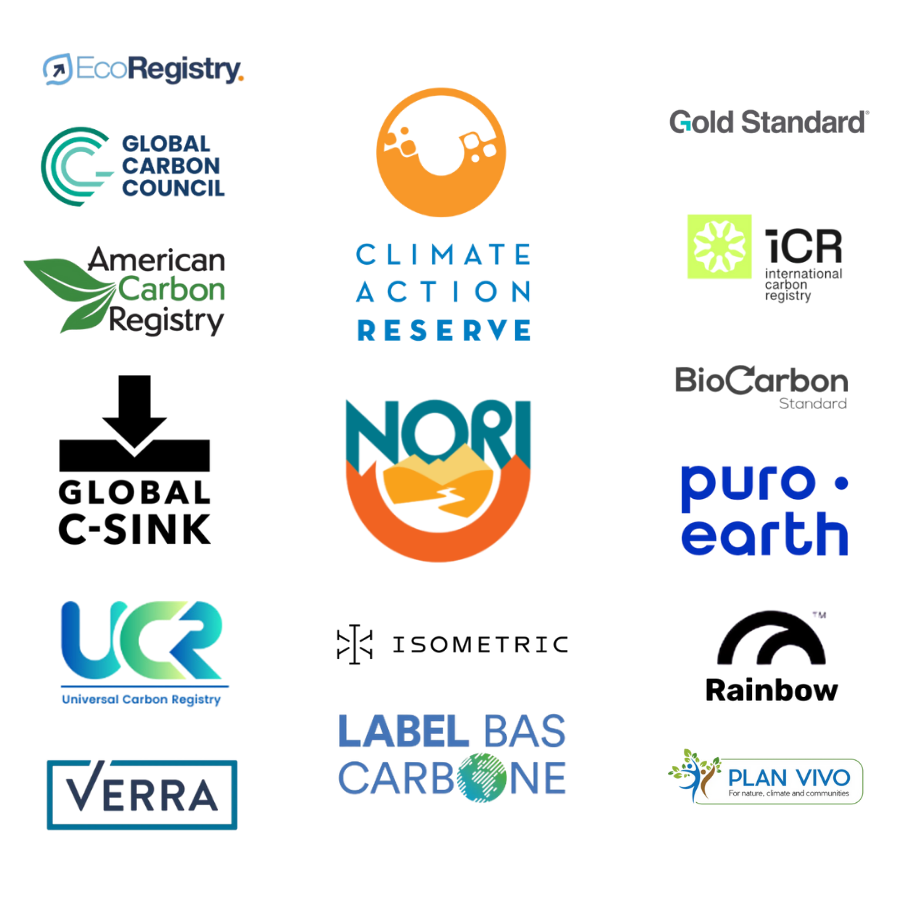 EcoRegistry.
GLOBAL
CARBON
COUNCIL
American
Carbon
Registry
GLOBAL
C-SINK
UCR
Universal Carbon Registry
VERRA
CLIMATE
ACTION
RESERVE
NORI
ISOMETRIC
LABEL BAS
CARBONE
Gold Standard®
iCR
international
carbon
registry
BioCarbon
Standard
puro·
earth
™
Rainbow
PLAN VIVO
For nature, climate and communities